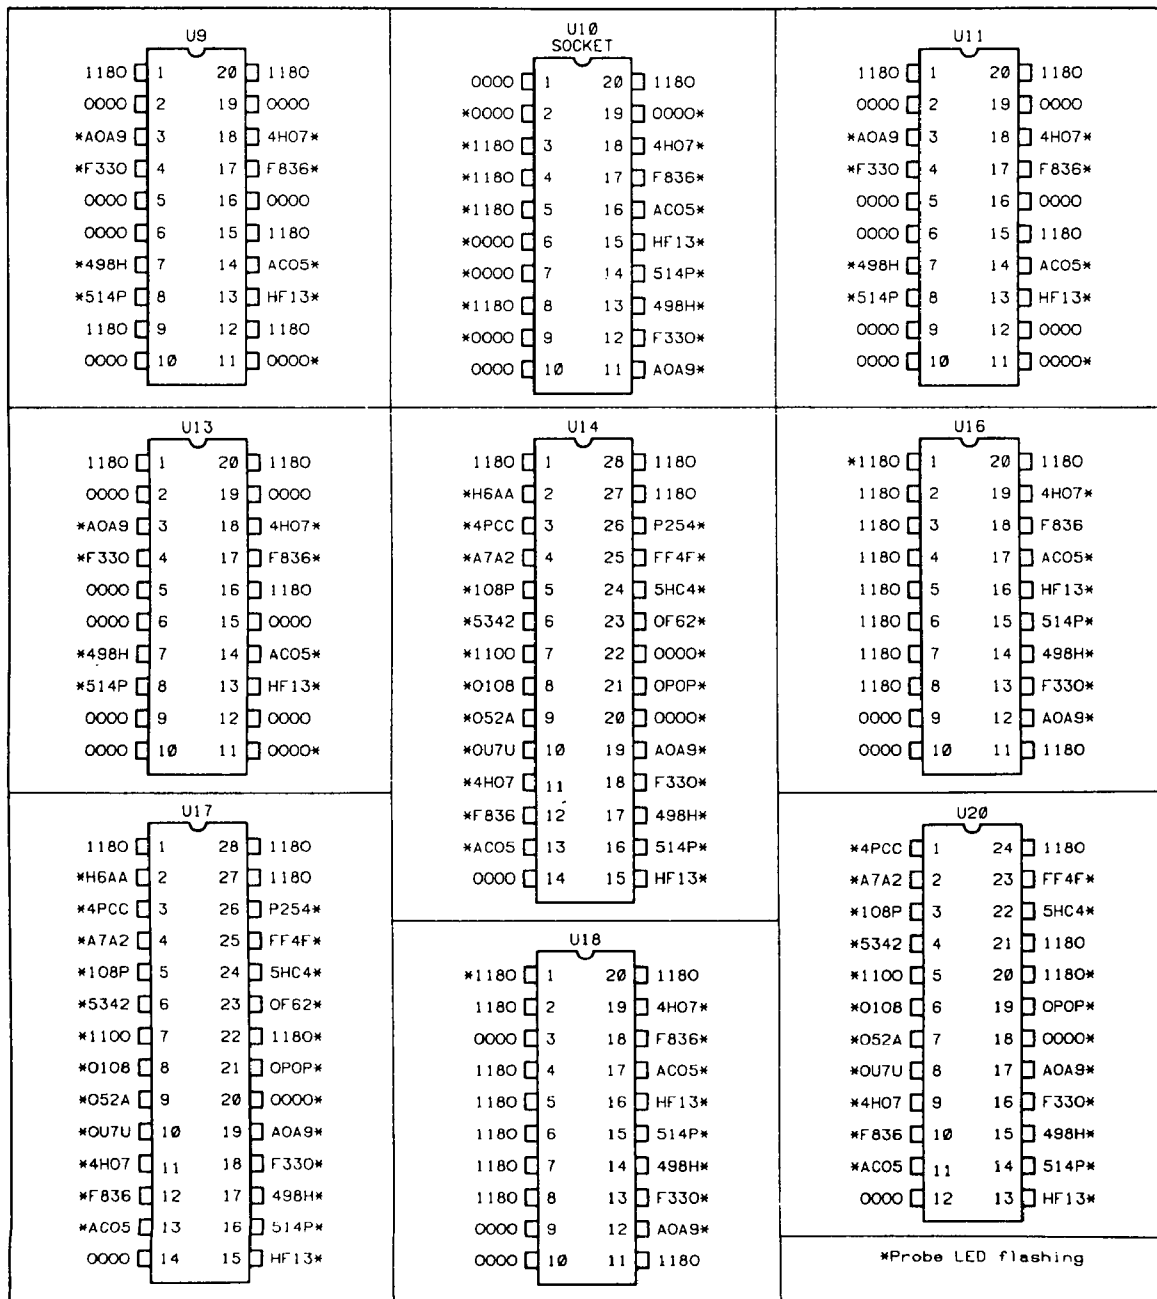 U9
1180 1 20 1180
0000 2 19 0000
*A0A9 3 18 4H07*
*F330 4 17 F836*
0000 5 16 0000
0000 6 15 1180
*498H 7 14 AC05*
*514P 8 13 HF13*
1180 9 12 1180
0000 10 11 0000*
U10
SOCKET
0000 1 20 1180
*0000 2 19 0000*
*1180 3 18 4H07*
*1180 4 17 F836*
*1180 5 16 AC05*
*0000 6 15 HF13*
*0000 7 14 514P*
*1180 8 13 498H*
*0000 9 12 F330*
0000 10 11 A0A9*
U11
1180 1 20 1180
0000 2 19 0000
*A0A9 3 18 4H07*
*F330 4 17 F836*
0000 5 16 0000
0000 6 15 1180
*498H 7 14 AC05*
*514P 8 13 HF13*
0000 9 12 0000
0000 10 11 0000*
U13
1180 1 20 1180
0000 2 19 0000
*A0A9 3 18 4H07*
*F330 4 17 F836*
0000 5 16 1180
0000 6 15 0000
*498H 7 14 AC05*
*514P 8 13 HF13*
0000 9 12 0000
0000 10 11 0000*
U14
1180 1 28 1180
*H6AA 2 27 1180
*4PCC 3 26 P254*
*A7A2 4 25 FF4F*
*108P 5 24 5HC4*
*5342 6 23 0F62*
*1100 7 22 0000*
*0108 8 21 0P0P*
*052A 9 20 0000*
*0U7U 10 19 A0A9*
*4H07 11 18 F330*
*F836 12 17 498H*
*AC05 13 16 514P*
0000 14 15 HF13*
U16
*1180 1 20 1180
1180 2 19 4H07*
1180 3 18 F836
1180 4 17 AC05*
1180 5 16 HF13*
1180 6 15 514P*
1180 7 14 498H*
1180 8 13 F330*
0000 9 12 A0A9*
0000 10 11 1180
U17
1180 1 28 1180
*H6AA 2 27 1180
*4PCC 3 26 P254*
*A7A2 4 25 FF4F*
*108P 5 24 5HC4*
*5342 6 23 0F62*
*1100 7 22 1180*
*0108 8 21 0P0P*
*052A 9 20 0000*
*0U7U 10 19 A0A9*
*4H07 11 18 F330*
*F836 12 17 498H*
*AC05 13 16 514P*
0000 14 15 HF13*
U18
*1180 1 20 1180
1180 2 19 4H07*
0000 3 18 F836*
1180 4 17 AC05*
1180 5 16 HF13*
1180 6 15 514P*
1180 7 14 498H*
1180 8 13 F330*
0000 9 12 A0A9*
0000 10 11 1180
U20
*4PCC 1 24 1180
*A7A2 2 23 FF4F*
*108P 3 22 5HC4*
*5342 4 21 1180
*1100 5 20 1180*
*0108 6 19 0P0P*
*052A 7 18 0000*
*0U7U 8 17 A0A9*
*4H07 9 16 F330*
*F836 10 15 498H*
*AC05 11 14 514P*
0000 12 13 HF13*
*Probe LED flashing